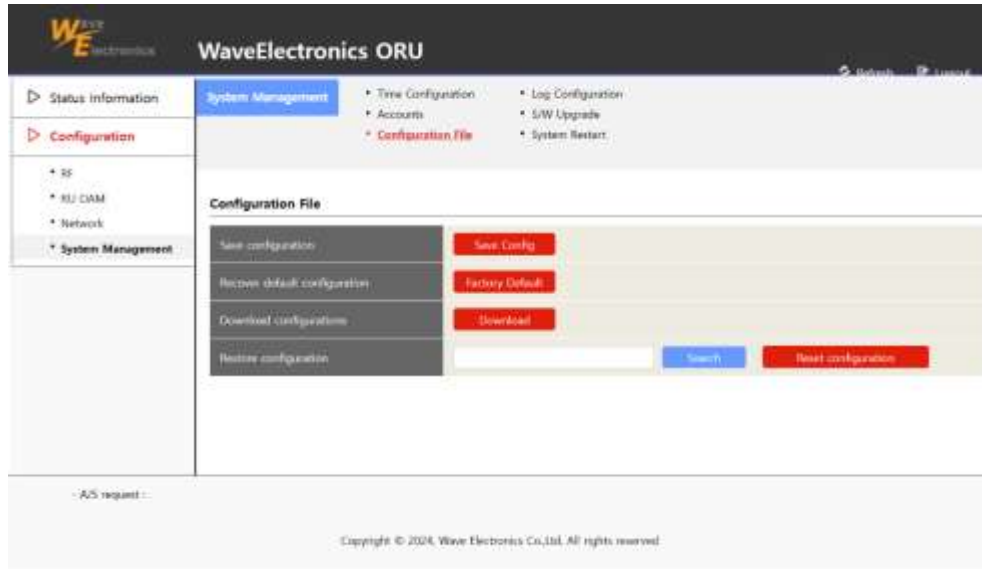 Wave
Electronics
WaveElectronics ORU
Refresh Logout
Status Information
Configuration
RF
RU OAM
Network
System Management
System Management
Time Configuration
Accounts
Configuration File
Log Configuration
S/W Upgrade
System Restart
Configuration File
Save configuration Save Config
Recover default configuration Factory Default
Download configurations Download
Restore configuration Search Reset configuration
- A/S request :
Copyright © 2024, Wave Electronics Co.,Ltd. All rights reserved